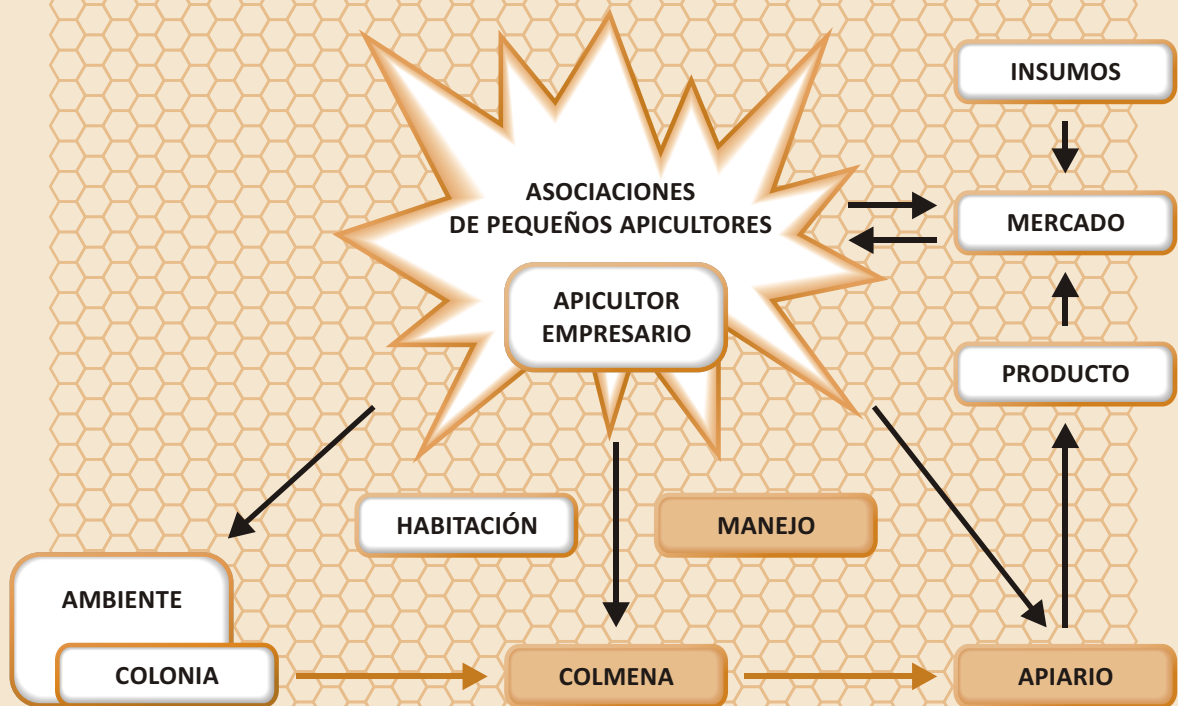 INSUMOS
ASOCIACIONES
DE PEQUEÑOS APICULTORES
MERCADO
APICULTOR
EMPRESARIO
PRODUCTO
HABITACIÓN
MANEJO
AMBIENTE
COLONIA
COLMENA
APIARIO